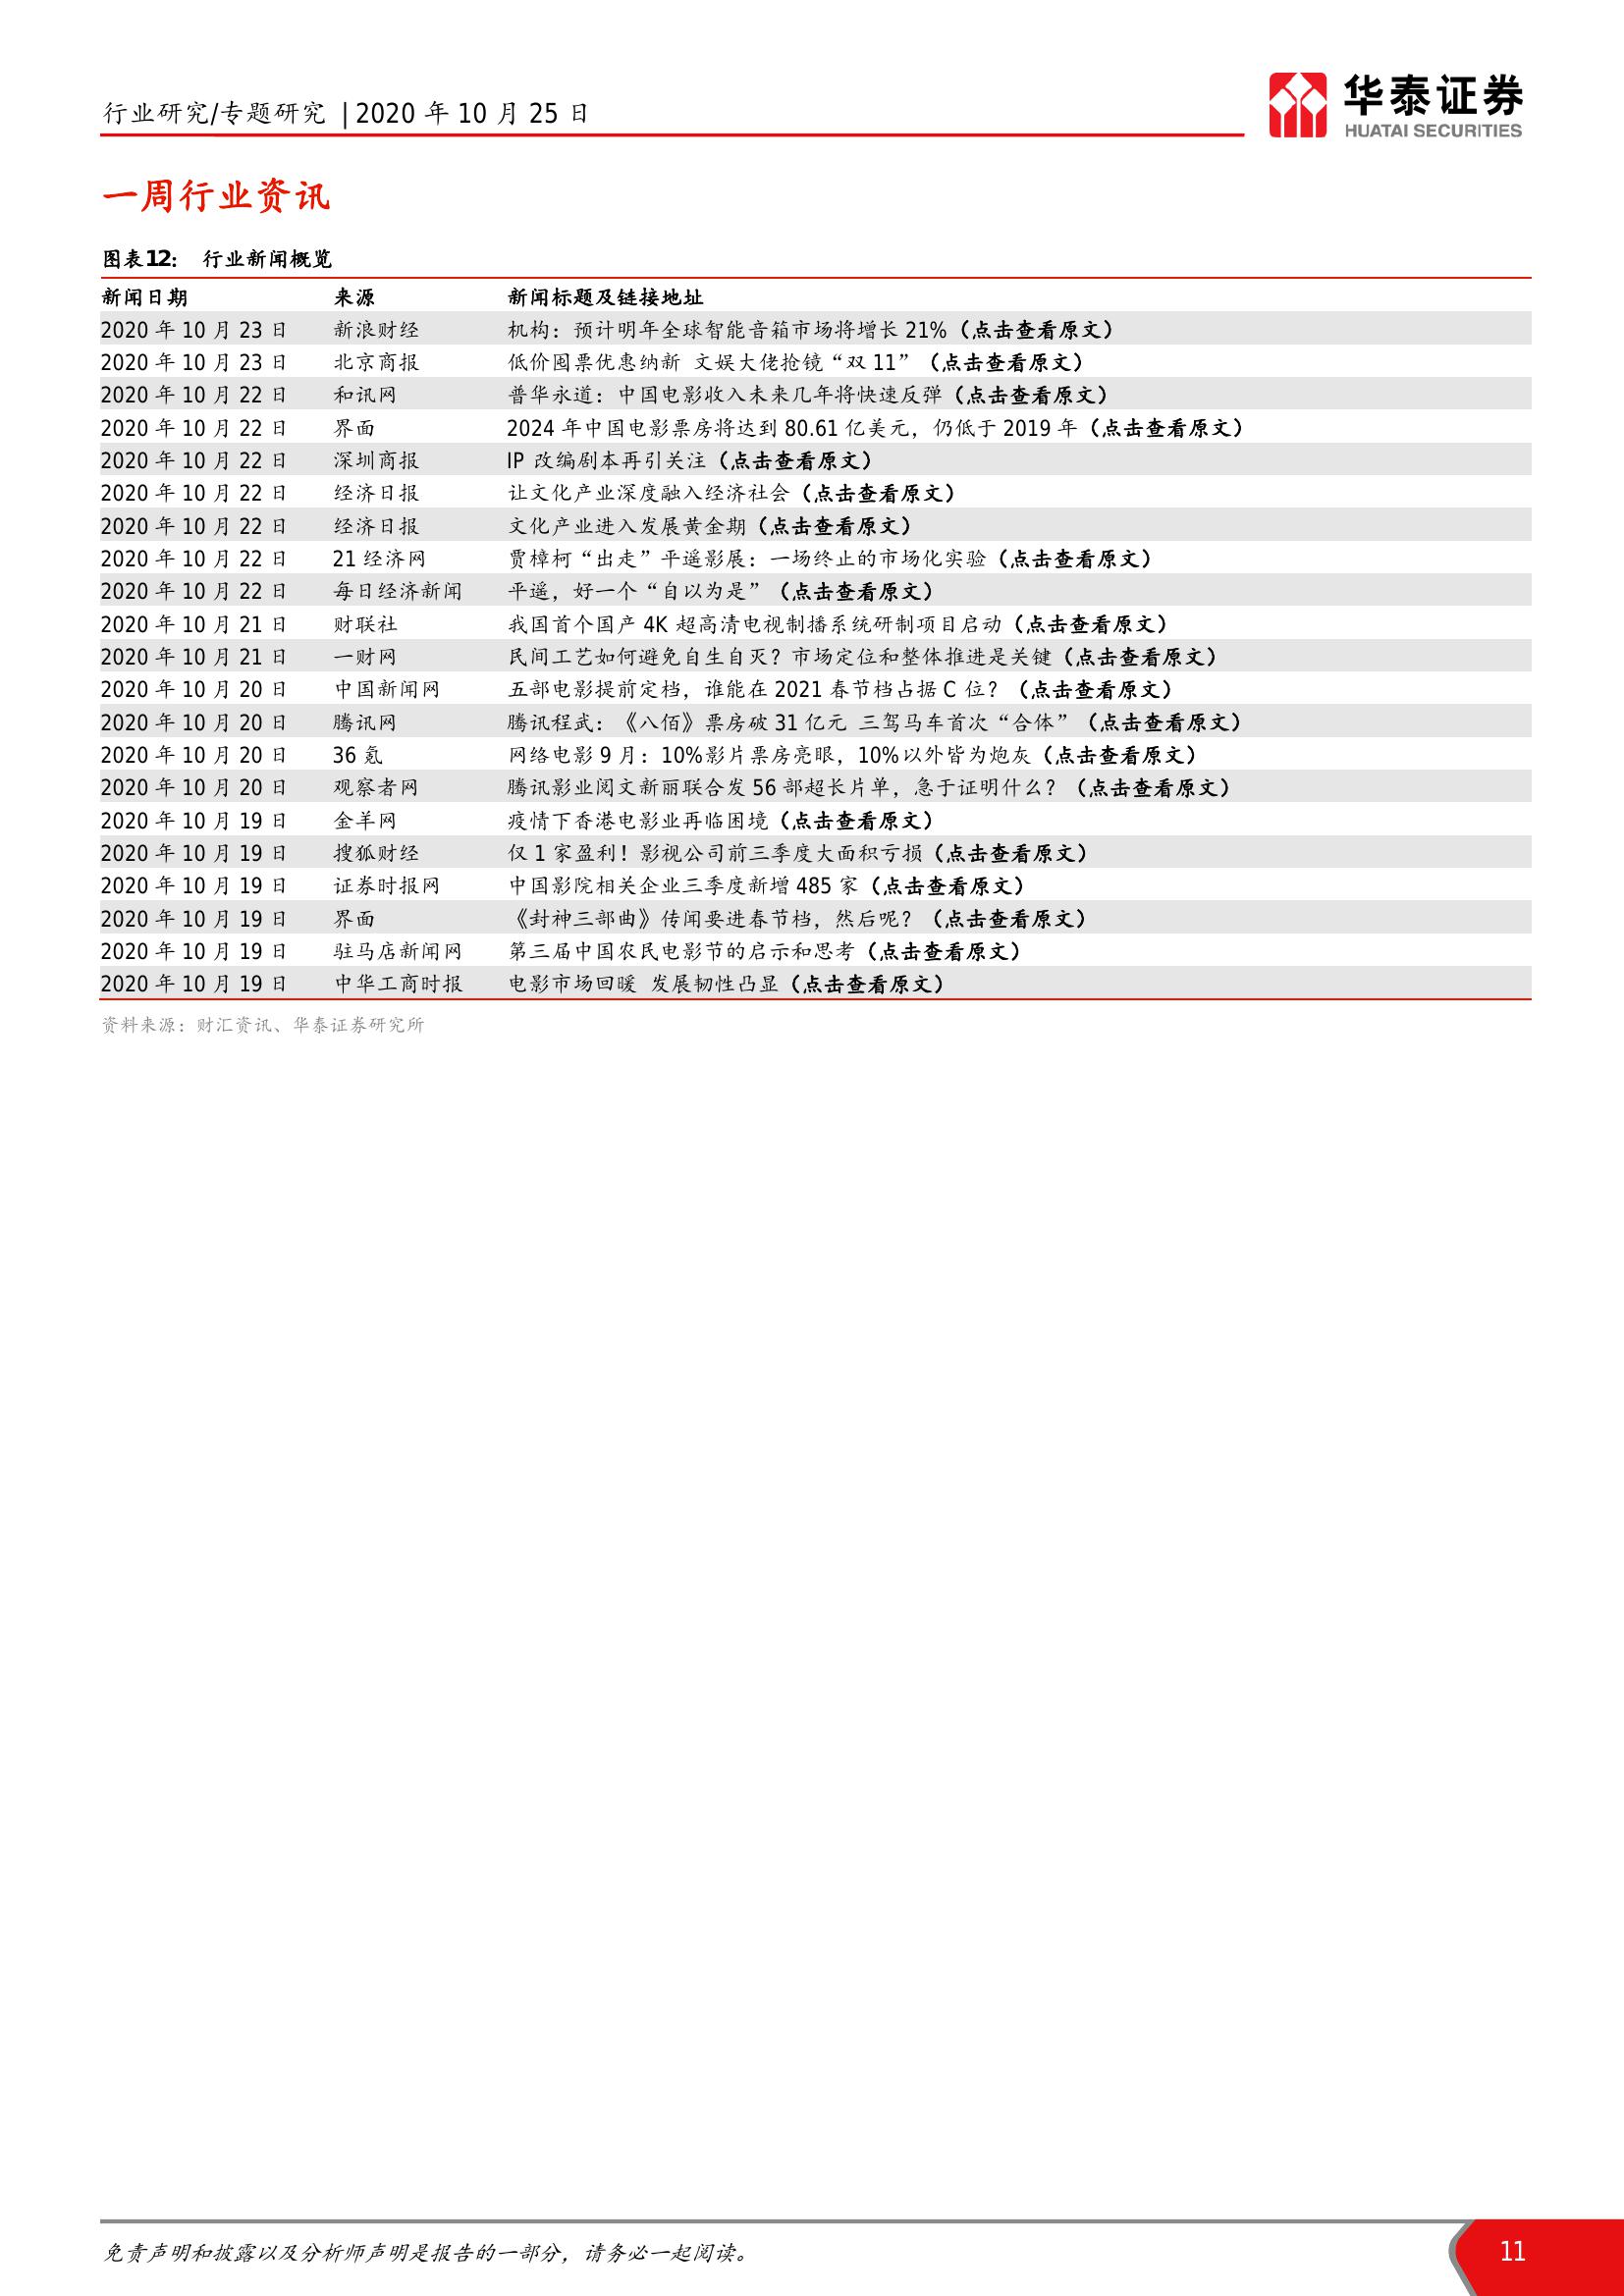 行业研究/专题研究 | 2020 年 10 月 25 日
华泰证券
HUATAI SECURITIES
一周行业资讯
图表12： 行业新闻概览
新闻日期 来源 新闻标题及链接地址
2020 年 10 月 23 日 新浪财经 机构：预计明年全球智能音箱市场将增长 21%（点击查看原文）
2020 年 10 月 23 日 北京商报 低价囤票优惠纳新 文娱大佬抢镜“双 11”（点击查看原文）
2020 年 10 月 22 日 和讯网 普华永道：中国电影收入未来几年将快速反弹（点击查看原文）
2020 年 10 月 22 日 界面 2024 年中国电影票房将达到 80.61 亿美元，仍低于 2019 年（点击查看原文）
2020 年 10 月 22 日 深圳商报 IP 改编剧本再引关注（点击查看原文）
2020 年 10 月 22 日 经济日报 让文化产业深度融入经济社会（点击查看原文）
2020 年 10 月 22 日 经济日报 文化产业进入发展黄金期（点击查看原文）
2020 年 10 月 22 日 21 经济网 贾樟柯“出走”平遥影展：一场终止的市场化实验（点击查看原文）
2020 年 10 月 22 日 每日经济新闻 平遥，好一个“自以为是”（点击查看原文）
2020 年 10 月 21 日 财联社 我国首个国产 4K 超高清电视制播系统研制项目启动（点击查看原文）
2020 年 10 月 21 日 一财网 民间工艺如何避免自生自灭？市场定位和整体推进是关键（点击查看原文）
2020 年 10 月 20 日 中国新闻网 五部电影提前定档，谁能在 2021 春节档占据 C 位？（点击查看原文）
2020 年 10 月 20 日 腾讯网 腾讯程武：《八佰》票房破 31 亿元 三驾马车首次“合体”（点击查看原文）
2020 年 10 月 20 日 36 氪 网络电影 9 月：10%影片票房亮眼，10%以外皆为炮灰（点击查看原文）
2020 年 10 月 20 日 观察者网 腾讯影业阅文新丽联合发 56 部超长片单，急于证明什么？（点击查看原文）
2020 年 10 月 19 日 金羊网 疫情下香港电影业再临困境（点击查看原文）
2020 年 10 月 19 日 搜狐财经 仅 1 家盈利！影视公司前三季度大面积亏损（点击查看原文）
2020 年 10 月 19 日 证券时报网 中国影院相关企业三季度新增 485 家（点击查看原文）
2020 年 10 月 19 日 界面 《封神三部曲》传闻要进春节档，然后呢？（点击查看原文）
2020 年 10 月 19 日 驻马店新闻网 第三届中国农民电影节的启示和思考（点击查看原文）
2020 年 10 月 19 日 中华工商时报 电影市场回暖 发展韧性凸显（点击查看原文）
资料来源：财汇资讯、华泰证券研究所
免责声明和披露以及分析师声明是报告的一部分，请务必一起阅读。
11